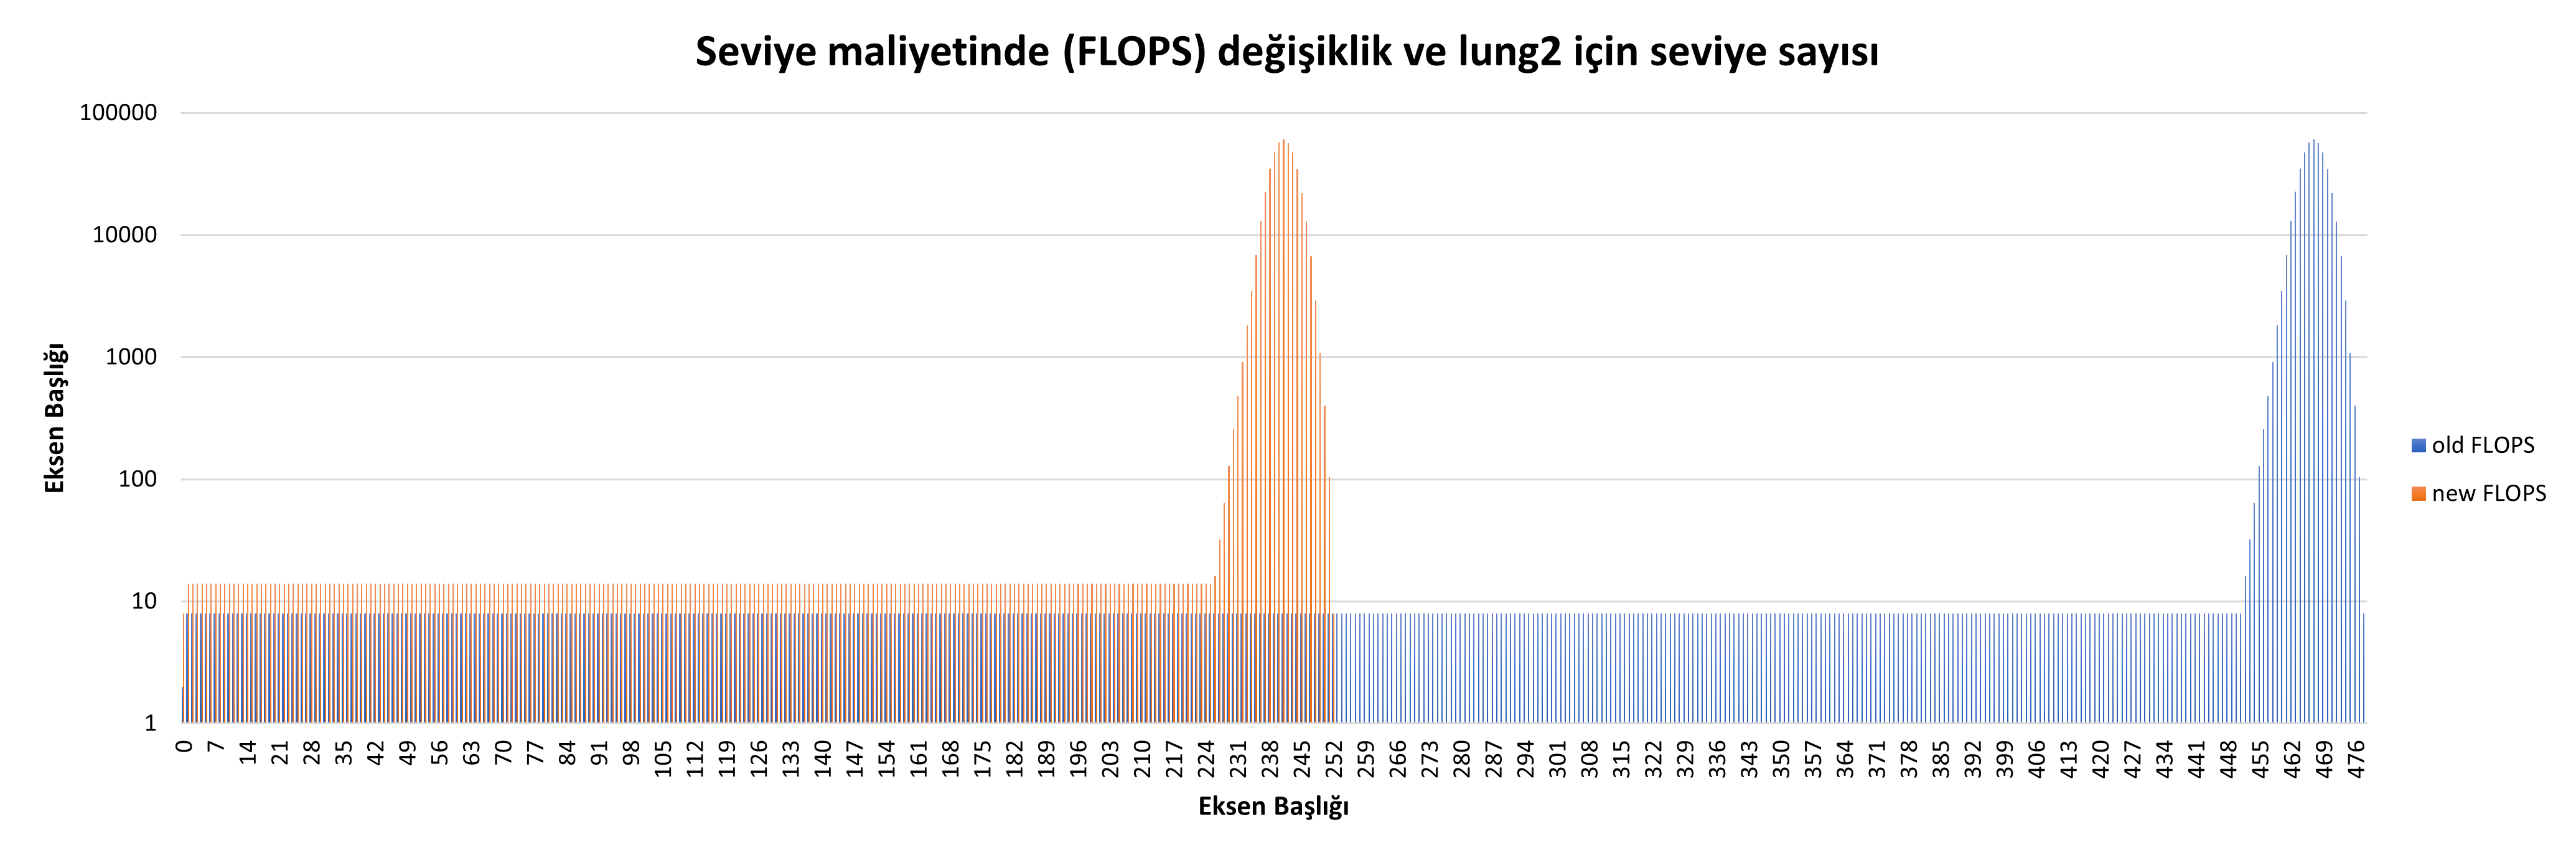 Seviye maliyetinde (FLOPS) değişiklik ve lung2 için seviye sayısı
100000
10000
1000
100
10
1
Eksen Başlığı
0 7 14 21 28 35 42 49 56 63 70 77 84 91 98 105 112 119 126 133 140 147 154 161 168 175 182 189 196 203 210 217 224 231 238 245 252 259 266 273 280 287 294 301 308 315 322 329 336 343 350 357 364 371 378 385 392 399 406 413 420 427 434 441 448 455 462 469 476
Eksen Başlığı
old FLOPS
new FLOPS